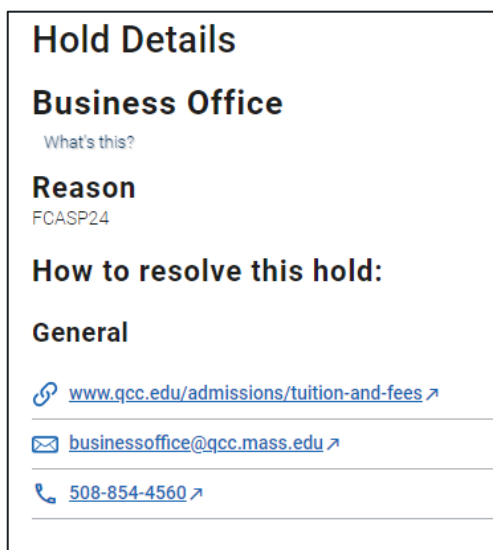 Hold Details
Business Office
What's this?
Reason
FCASP24
How to resolve this hold:
General
www.qcc.edu/admissions/tuition-and-fees
businessoffice@qcc.mass.edu
508-854-4560